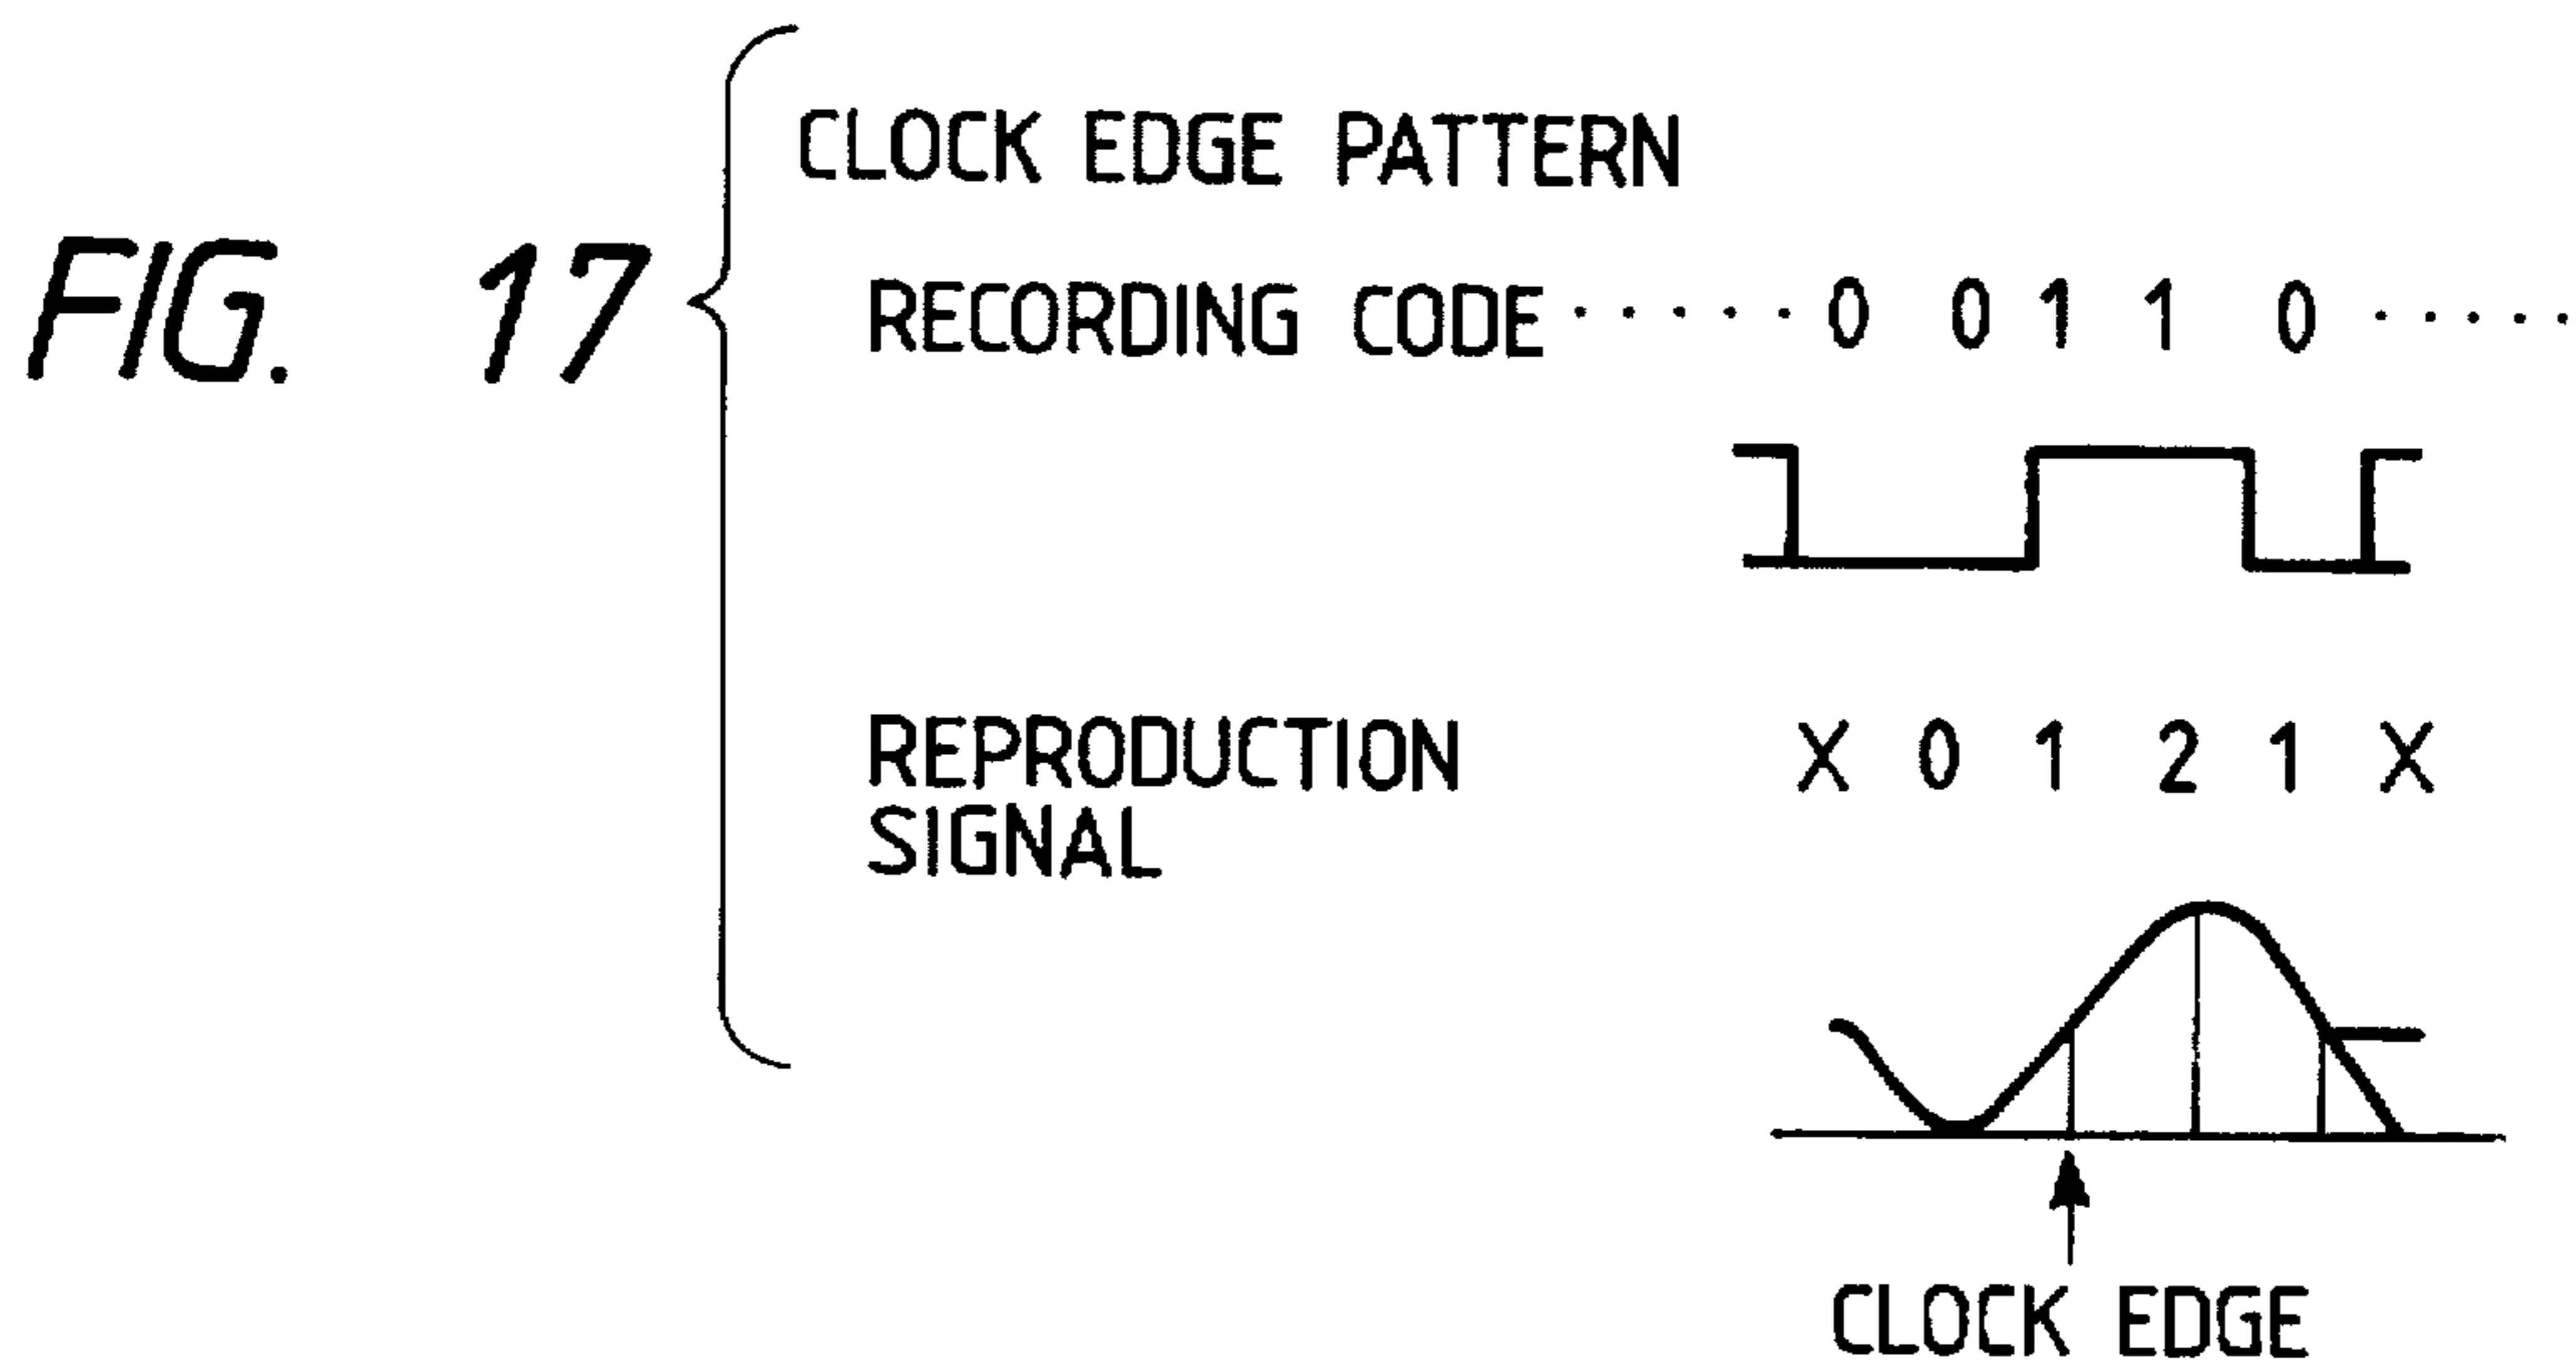 FIG. 17
CLOCK EDGE PATTERN
RECORDING CODE ····· 0 0 1 1 0 ·····
REPRODUCTION
SIGNAL
X 0 1 2 1 X
CLOCK EDGE